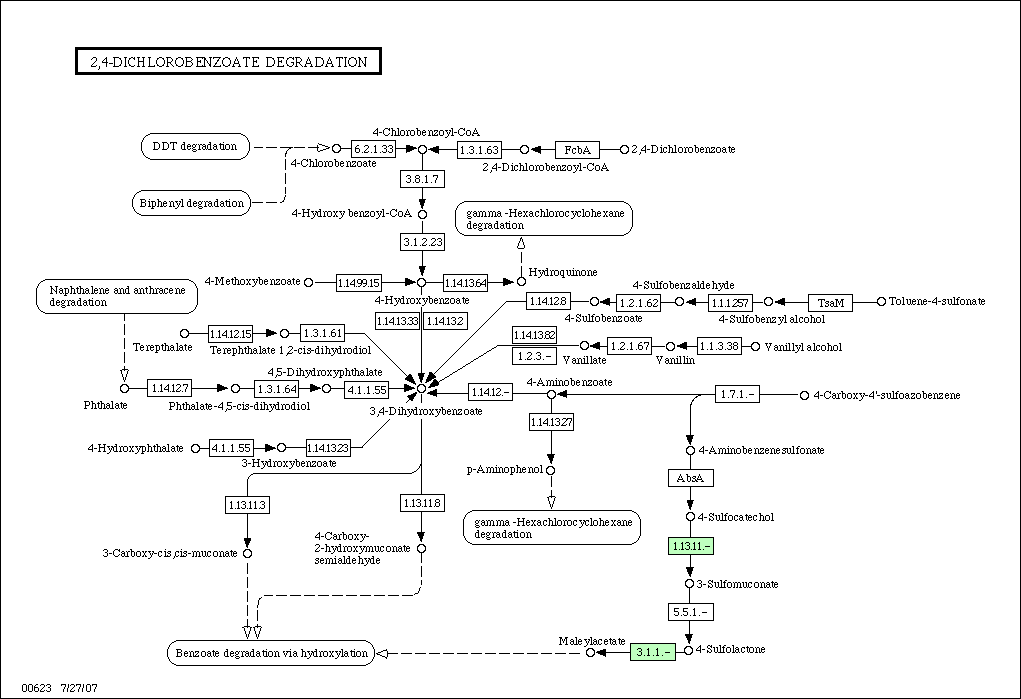 2,4-DICHLOROBENZOATE DEGRADATION
4-Chlorobenzoyl-CoA
DDT degradation
6.2.1.33
1.3.1.63
FcbA
2,4-Dichlorobenzoate
4-Chlorobenzoate
2,4-Dichlorobenzoyl-CoA
3.8.1.7
Biphenyl degradation
4-Hydroxy benzoyl-CoA
gamma -Hexachlorocyclohexane
degradation
3.1.2.23
Hydroquinone
4-Methoxybenzoate
1.14.99.15
1.14.13.64
4-Sulfobenzaldehyde
Naphthalene and anthracene
degradation
4-Hydroxybenzoate
1.14.12.8
1.2.1.62
1.1.1.257
TsaM
Toluene-4-sulfonate
1.14.13.33
1.14.13.2
4-Sulfobenzoate
4-Sulfobenzyl alcohol
1.14.12.15
1.3.1.61
1.14.13.82
Terepthalate
Terephthalate 1,2-cis-dihydrodiol
1.2.3.-
1.2.1.67
1.1.3.38
Vanillyl alcohol
Vanillate
Vanillin
4,5-Dihydroxyphthalate
4-Aminobenzoate
1.14.12.7
1.3.1.64
4.1.1.55
1.14.12.-
1.7.1.-
4-Carboxy-4'-sulfoazobenzene
Phthalate
Phthalate-4,5-cis-dihydrodiol
3,4-Dihydroxybenzoate
1.14.13.27
4-Hydroxyphthalate
4.1.1.55
1.14.13.23
4-Aminobenzenesulfonate
3-Hydroxybenzoate
p-Aminophenol
AbsA
1.13.11.3
1.13.11.8
4-Sulfocatechol
gamma -Hexachlorocyclohexane
degradation
4-Carboxy-
2-hydroxymuconate
semialdehyde
1.13.11.-
3-Carboxy-cis,cis-muconate
3-Sulfomuconate
5.5.1.-
Maleylacetate
Benzoate degradation via hydroxylation
3.1.1.-
4-Sulfolactone
00623 7/27/07